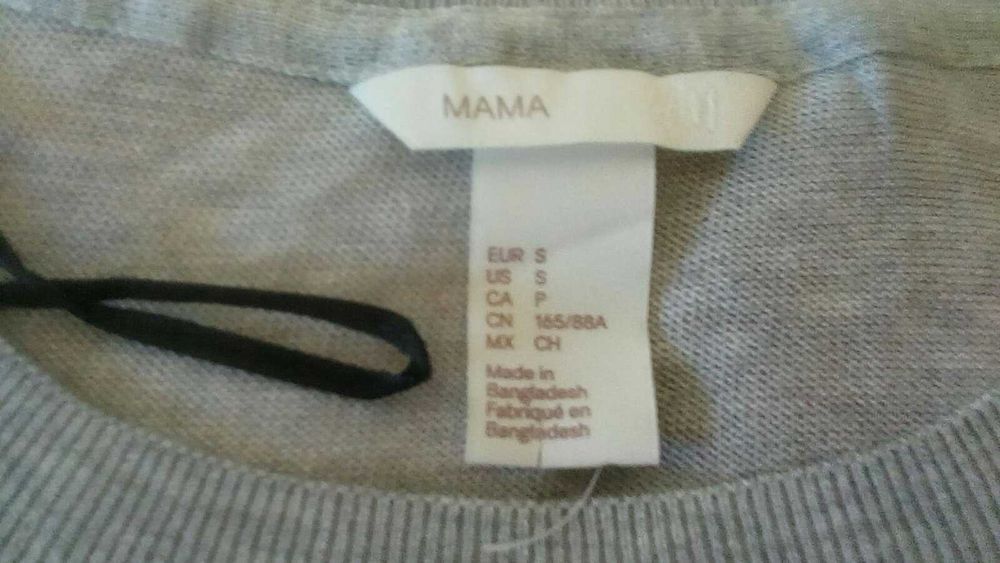 MAMA
EUR S
US S
CA P
CN 165/88A
MX CH
Made in
Bangladesh
Fabriqué en
Bangladesh